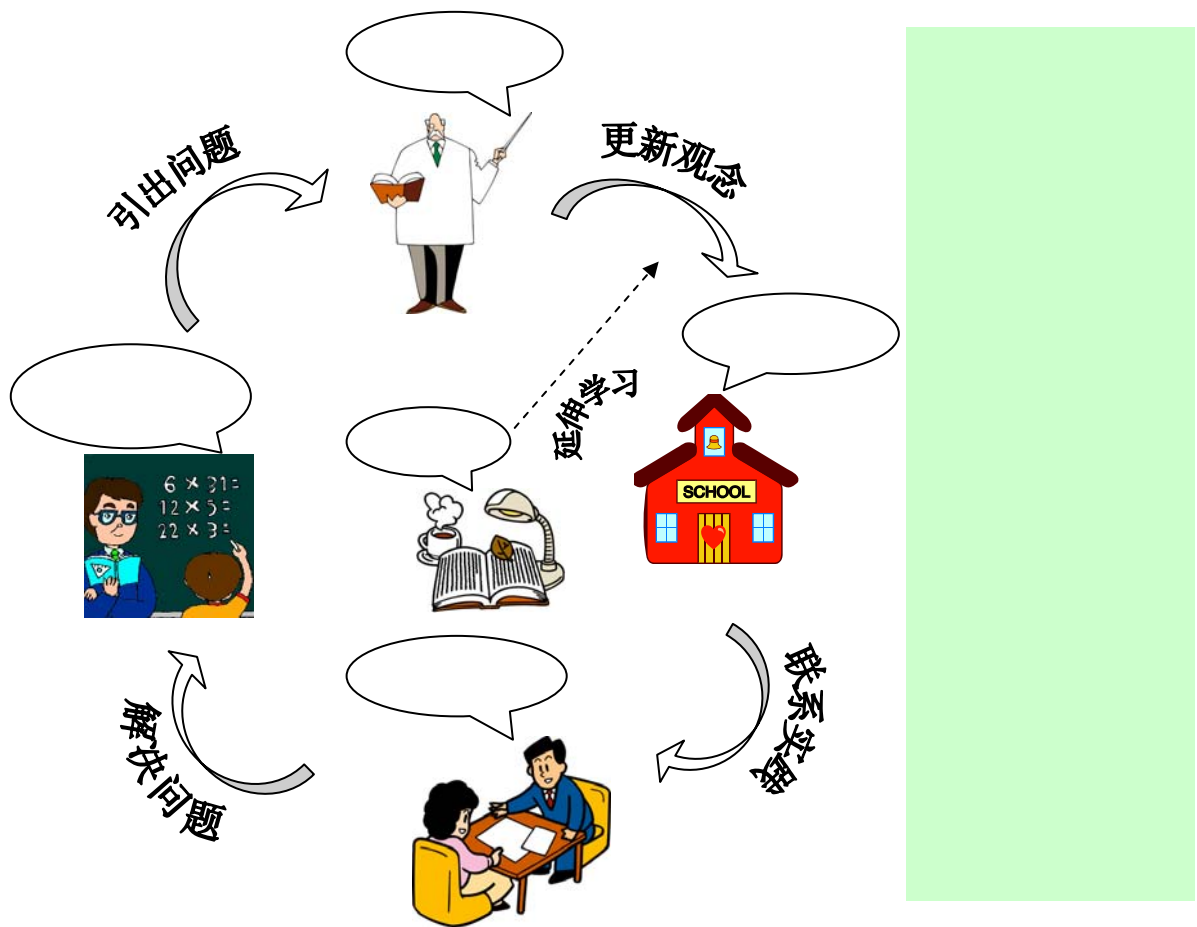 引出问题
更新观念
延伸学习
SCHOOL
6 × 31=
12 × 5=
22 × 3=
联系实践
解决问题